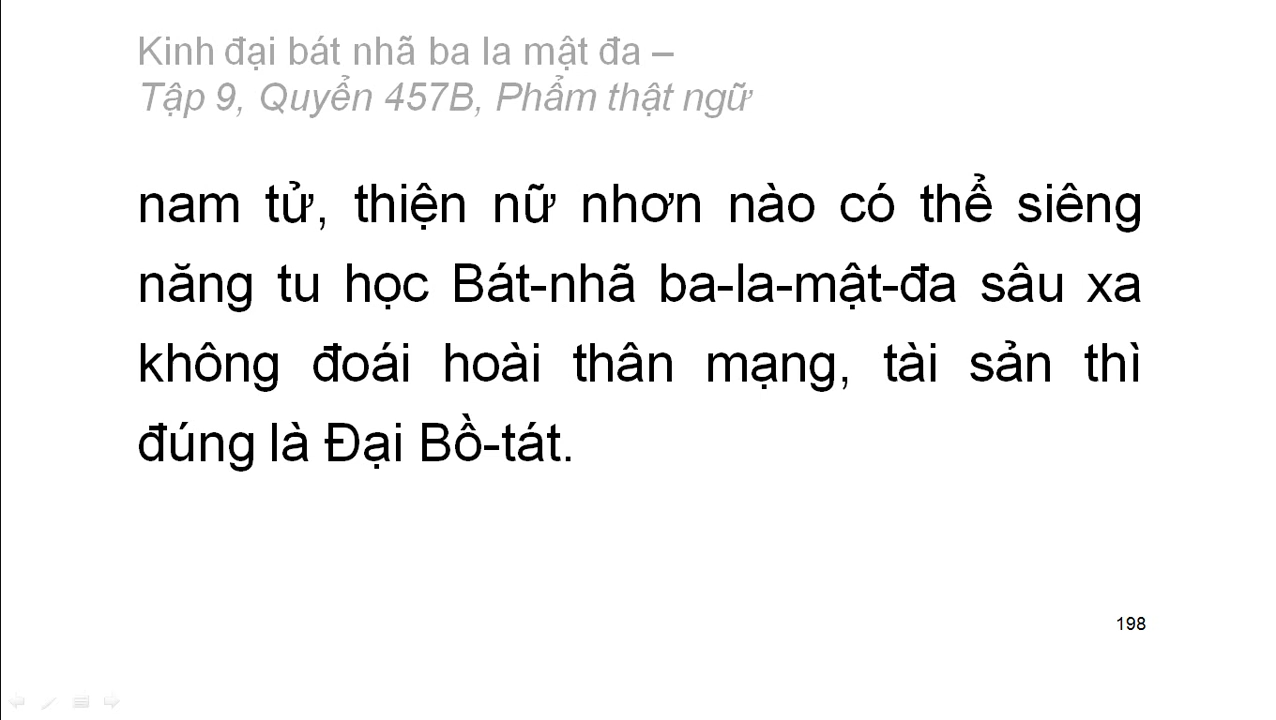 Kinh đại bát nhã ba la mật đa –
Tập 9, Quyển 457B, Phẩm thật ngữ
nam tử, thiện nữ nhơn nào có thể siêng
năng tu học Bát-nhã ba-la-mật-đa sâu xa
không đoái hoài thân mạng, tài sản thì
đúng là Đại Bồ-tát.
198